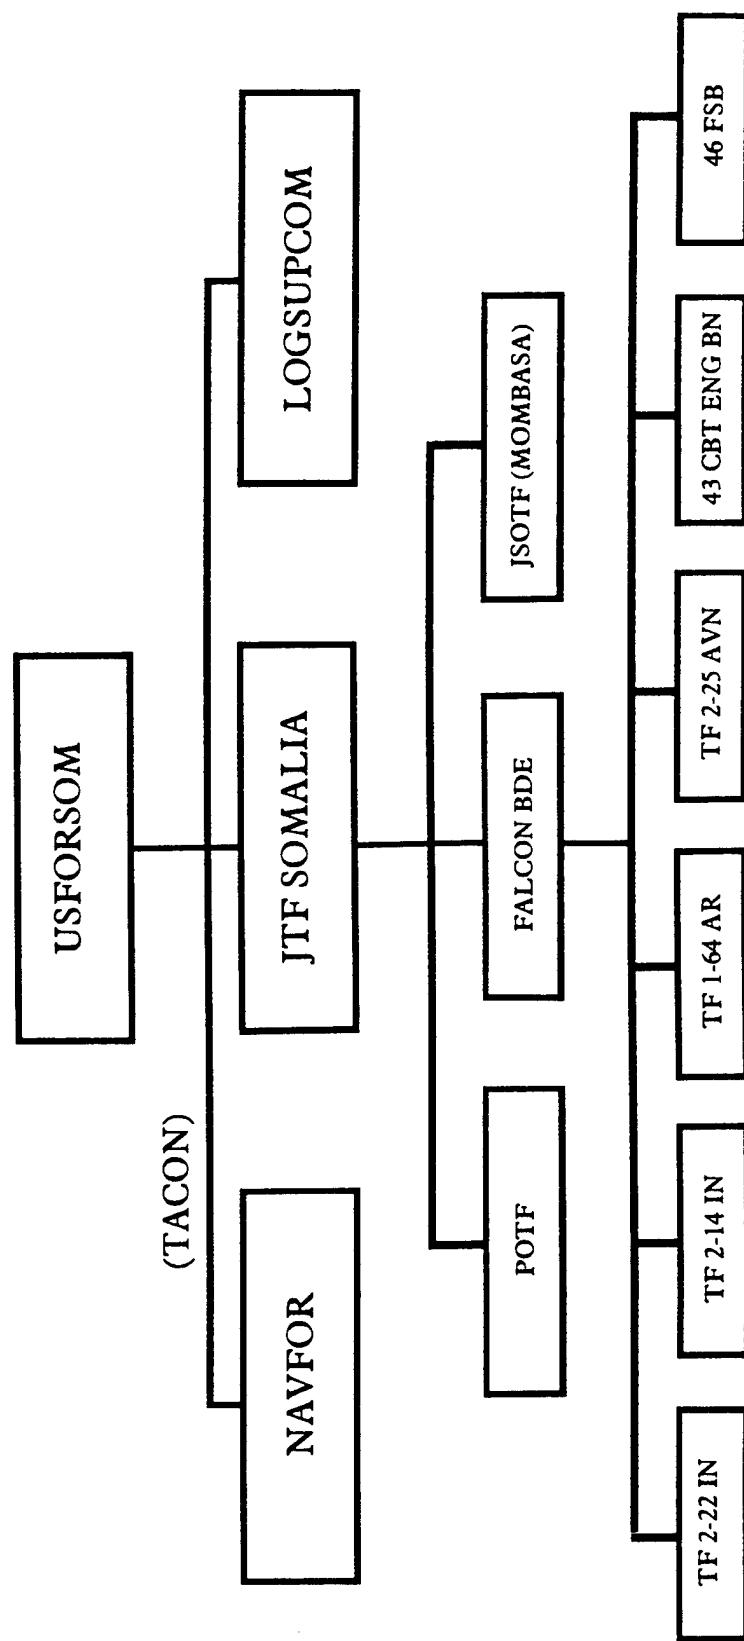 USFORSOM
(TACON)
NAVFOR
JTF SOMALIA
LOGSUPCOM
POTF
FALCON BDE
JSOTF (MOMBASA)
TF 2-22 IN
TF 2-14 IN
TF 1-64 AR
TF 2-25 AVN
43 CBT ENG BN
46 FSB